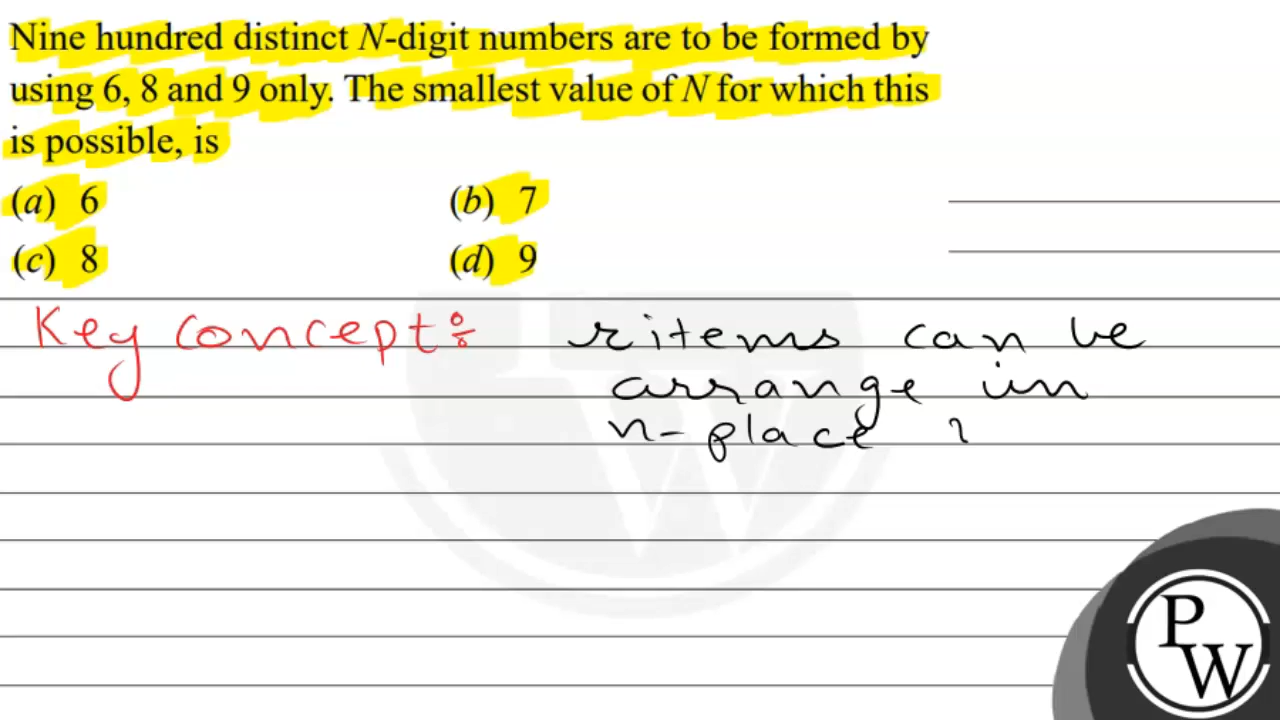 Nine hundred distinct N-digit numbers are to be formed by
using 6, 8 and 9 only. The smallest value of N for which this
is possible, is
(a) 6 (b) 7
(c) 8 (d) 9
Key concept: r items can be
arrange in
n-place
PW